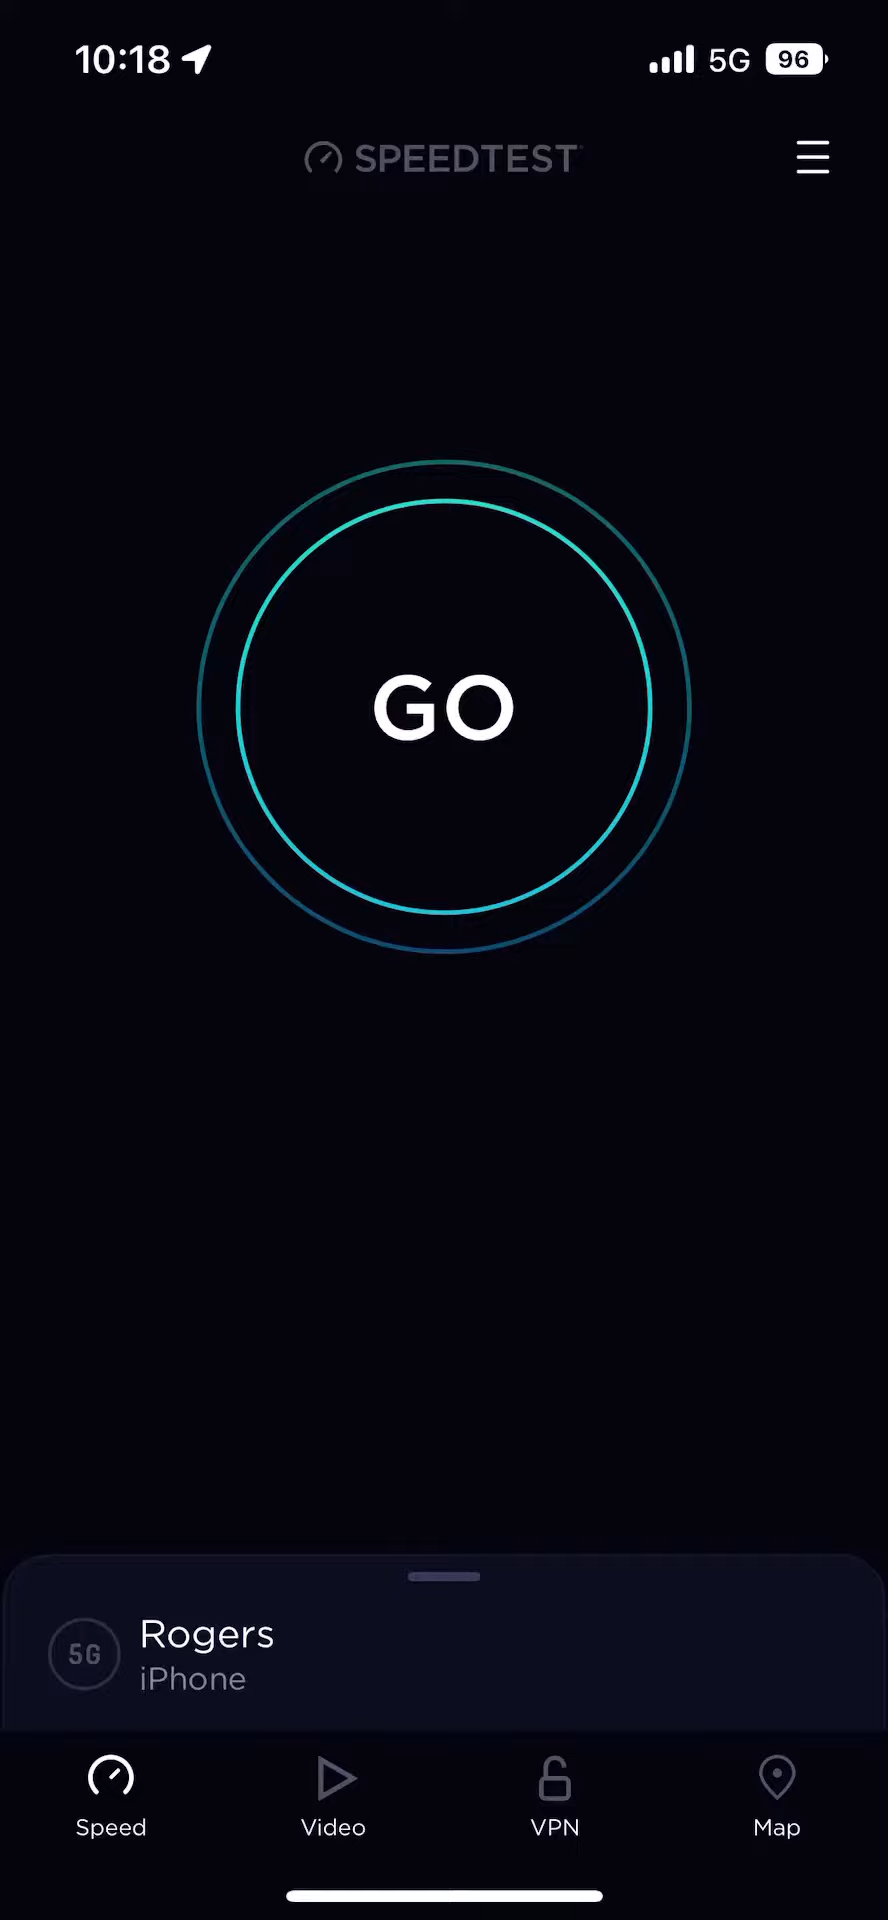 10:18 5G 96
SPEEDTEST
GO
5G
Rogers
iPhone
Speed Video VPN Map